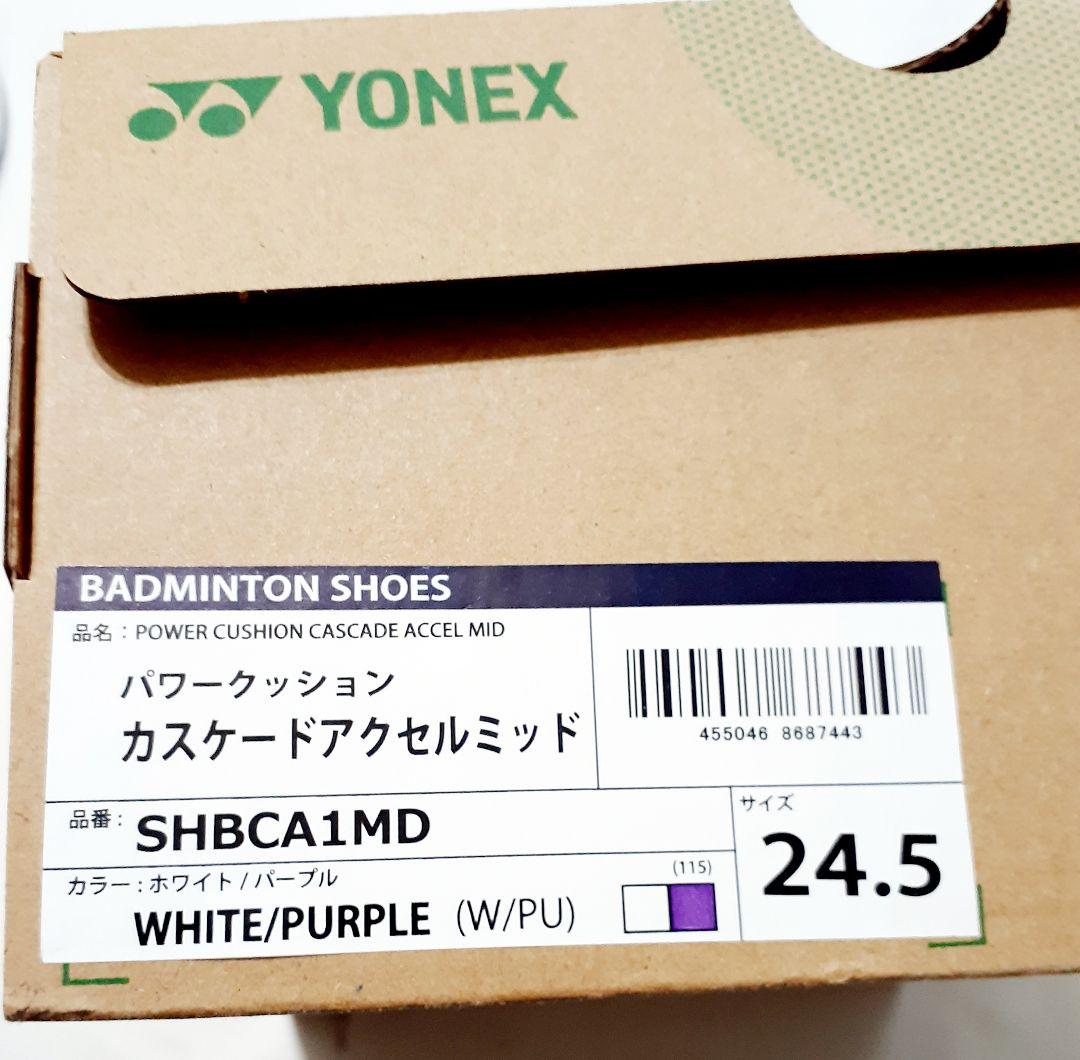 YONEX
BADMINTON SHOES
品名：POWER CUSHION CASCADE ACCEL MID
パワークッション
カスケードアクセルミッド
455046 8687443
品番：SHBCA1MD
サイズ
24.5
カラー：ホワイト/パープル
(115)
WHITE/PURPLE (W/PU)